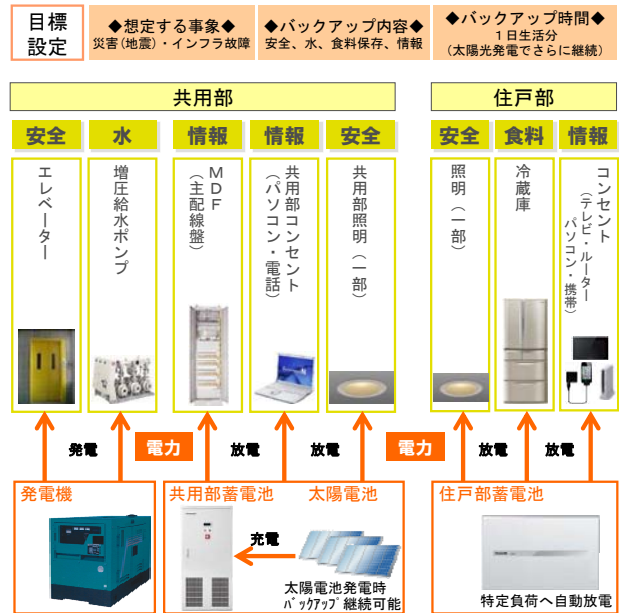 目標
設定
◆想定する事象◆
災害(地震)・インフラ故障
◆バックアップ内容◆
安全、水、食料保存、情報
◆バックアップ時間◆
1日生活分
(太陽光発電でさらに継続)
共用部
住戸部
安全
水
情報
情報
安全
安全
食料
情報
エレベーター
増圧給水ポンプ
MDF
(主配線盤)
共用部コンセント
(パソコン・電話)
共用部照明(一部)
照明(一部)
冷蔵庫
コンセント
(テレビ・ルーター
パソコン・携帯)
発電
電力
放電
放電
電力
放電
放電
発電機
共用部蓄電池
太陽電池
住戸部蓄電池
充電
太陽電池発電時
バックアップ継続可能
特定負荷へ自動放電